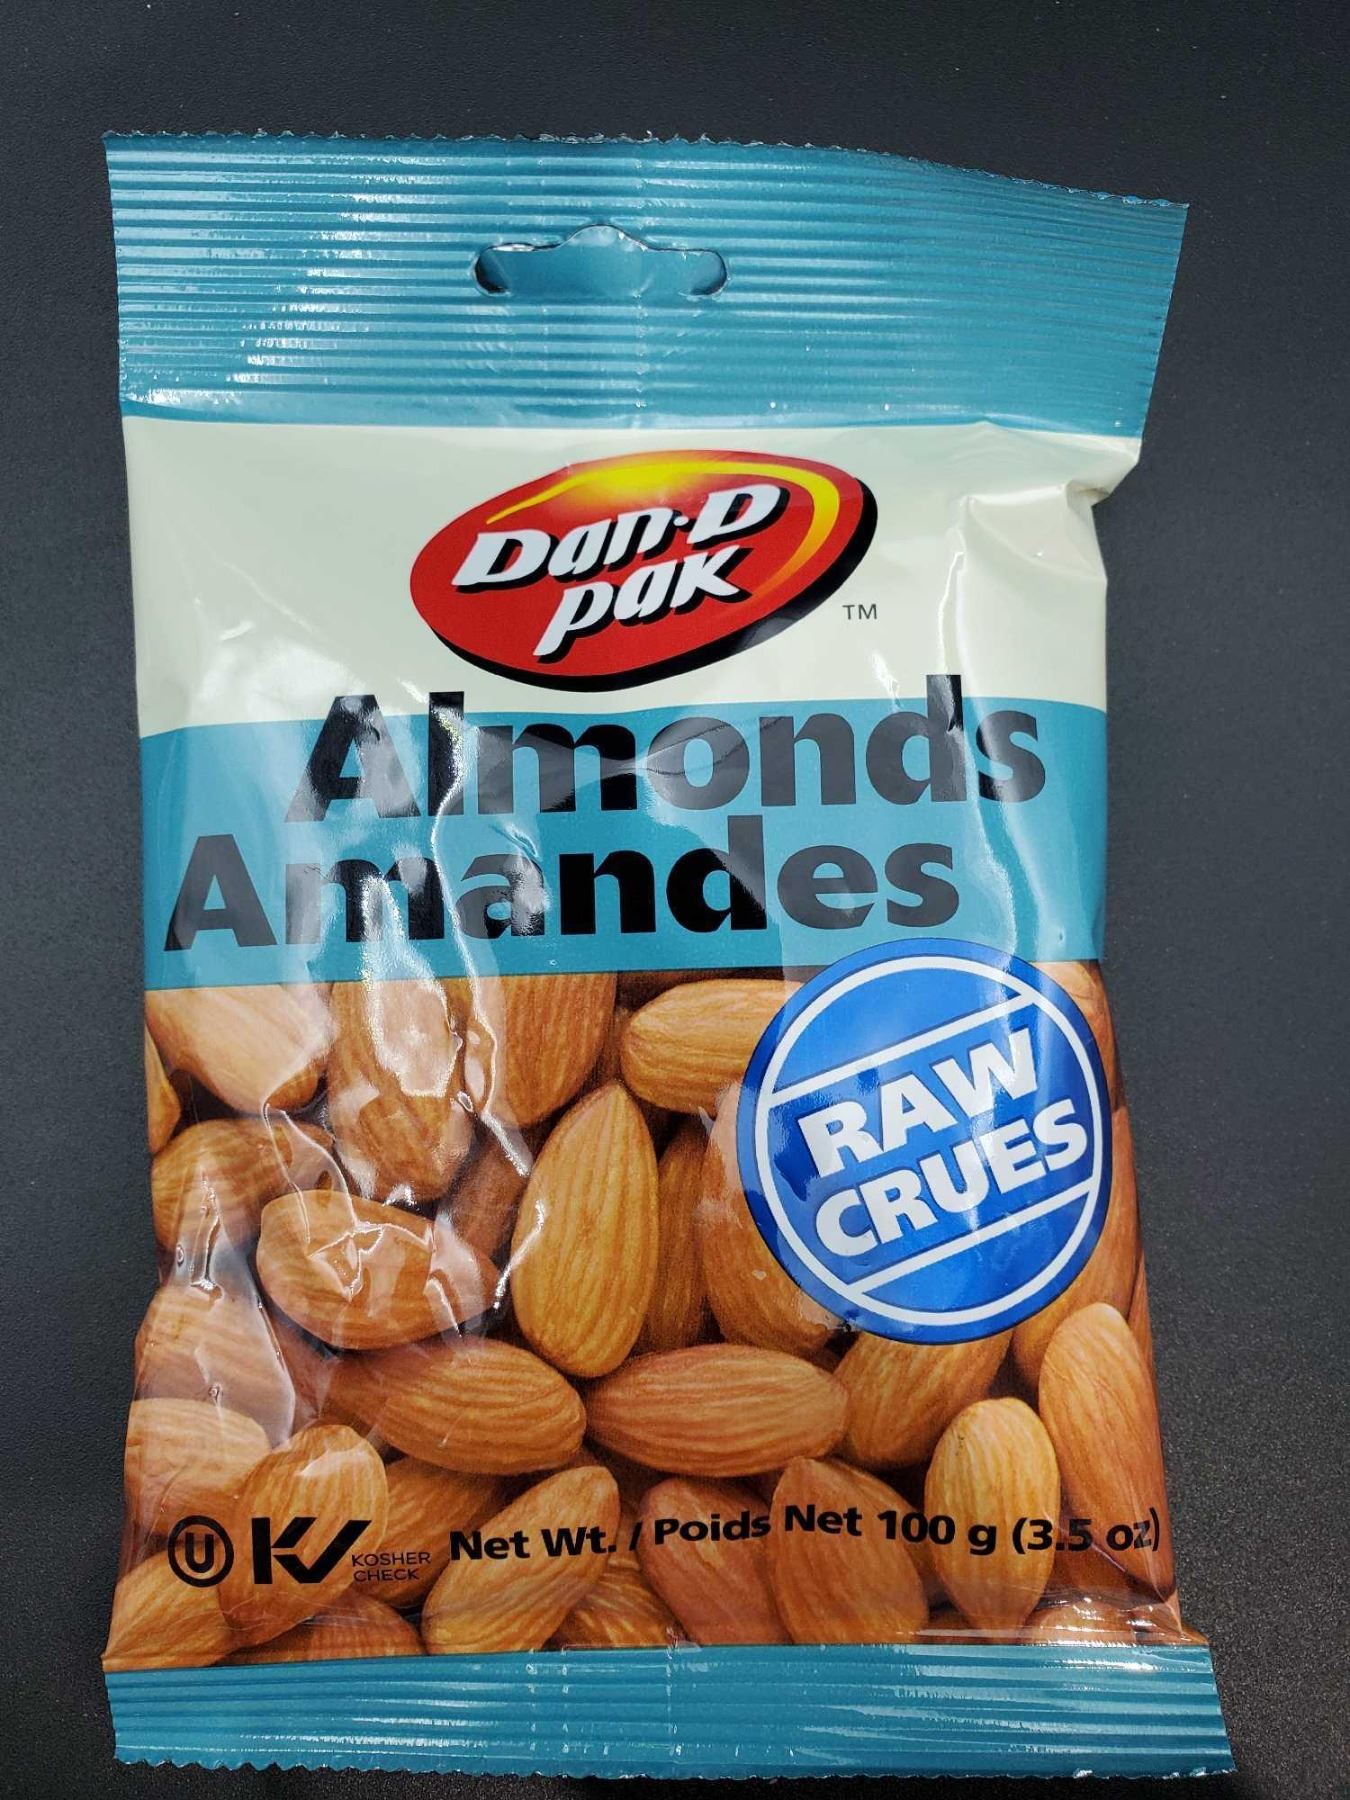 Dan·D
pak
TM
Almonds
Amandes
RAW
CRUES
U
KOSHER
CHECK
Net Wt. / Poids Net 100 g (3.5 oz)